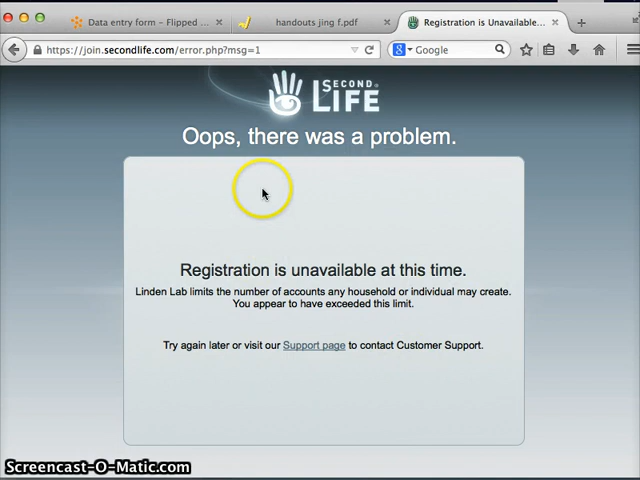 Data entry form – Flipped ...
handouts jing f.pdf
Registration is Unavailable...
https://join.secondlife.com/error.php?msg=1
Google
SECOND
LIFE
Oops, there was a problem.
Registration is unavailable at this time.
Linden Lab limits the number of accounts any household or individual may create.
You appear to have exceeded this limit.
Try again later or visit our Support page to contact Customer Support.
Screencast-O-Matic.com